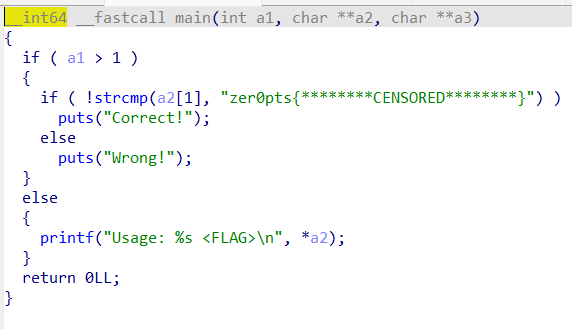 __int64 __fastcall main(int a1, char **a2, char **a3)
{
  if ( a1 > 1 )
  {
    if ( !strcmp(a2[1], "zer0pts{********CENSORED********}") )
      puts("Correct!");
    else
      puts("Wrong!");
  }
  else
  {
    printf("Usage: %s <FLAG>\n", *a2);
  }
  return 0LL;
}